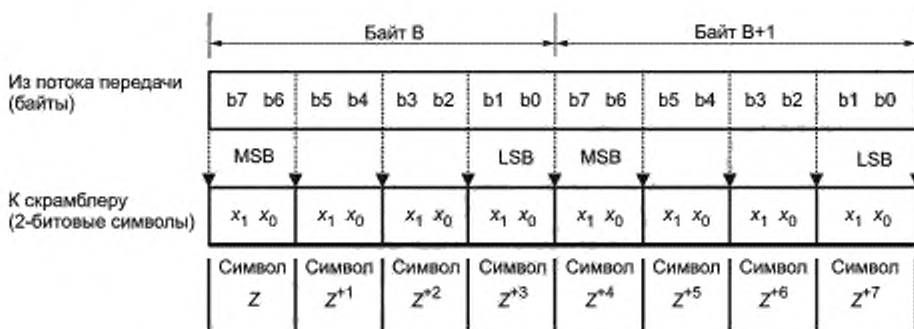 Байт B Байт B+1
Из потока передачи
(байты)
b7 b6 b5 b4 b3 b2 b1 b0 b7 b6 b5 b4 b3 b2 b1 b0
MSB LSB MSB LSB
К скрамблеру
(2-битовые символы)
x₁ x₀ x₁ x₀ x₁ x₀ x₁ x₀ x₁ x₀ x₁ x₀ x₁ x₀ x₁ x₀
Символ Символ Символ Символ Символ Символ Символ Символ
Z Z⁺¹ Z⁺² Z⁺³ Z⁺⁴ Z⁺⁵ Z⁺⁶ Z⁺⁷